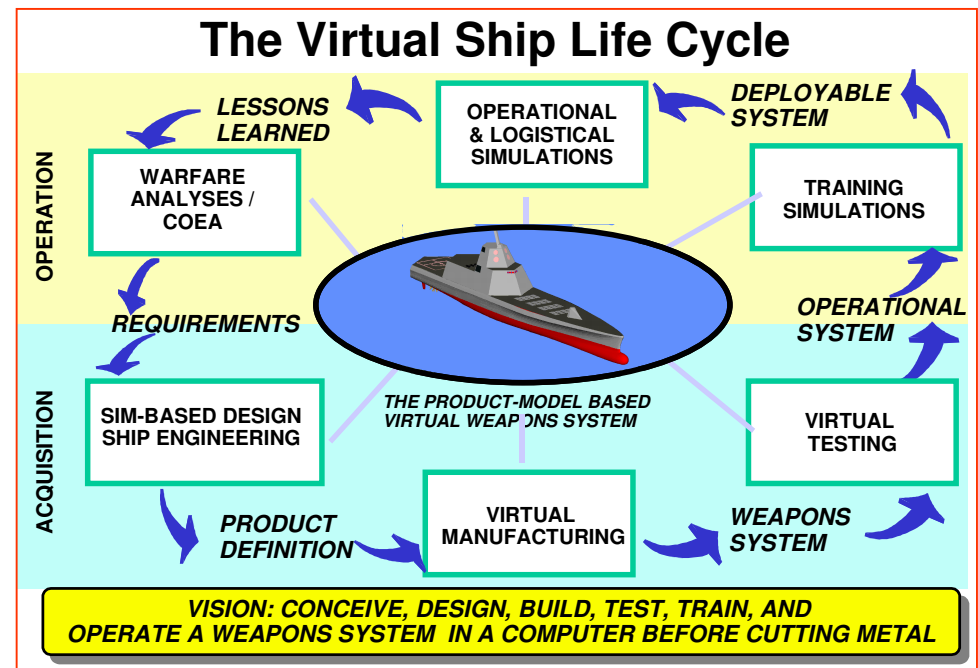 The Virtual Ship Life Cycle
LESSONS
LEARNED
OPERATIONAL
& LOGISTICAL
SIMULATIONS
DEPLOYABLE
SYSTEM
OPERATION
WARFARE
ANALYSES /
COEA
TRAINING
SIMULATIONS
REQUIREMENTS
OPERATIONAL
SYSTEM
ACQUISITION
SIM-BASED DESIGN
SHIP ENGINEERING
THE PRODUCT-MODEL BASED
VIRTUAL WEAPONS SYSTEM
VIRTUAL
TESTING
PRODUCT
DEFINITION
VIRTUAL
MANUFACTURING
WEAPONS
SYSTEM
VISION: CONCEIVE, DESIGN, BUILD, TEST, TRAIN, AND
OPERATE A WEAPONS SYSTEM IN A COMPUTER BEFORE CUTTING METAL